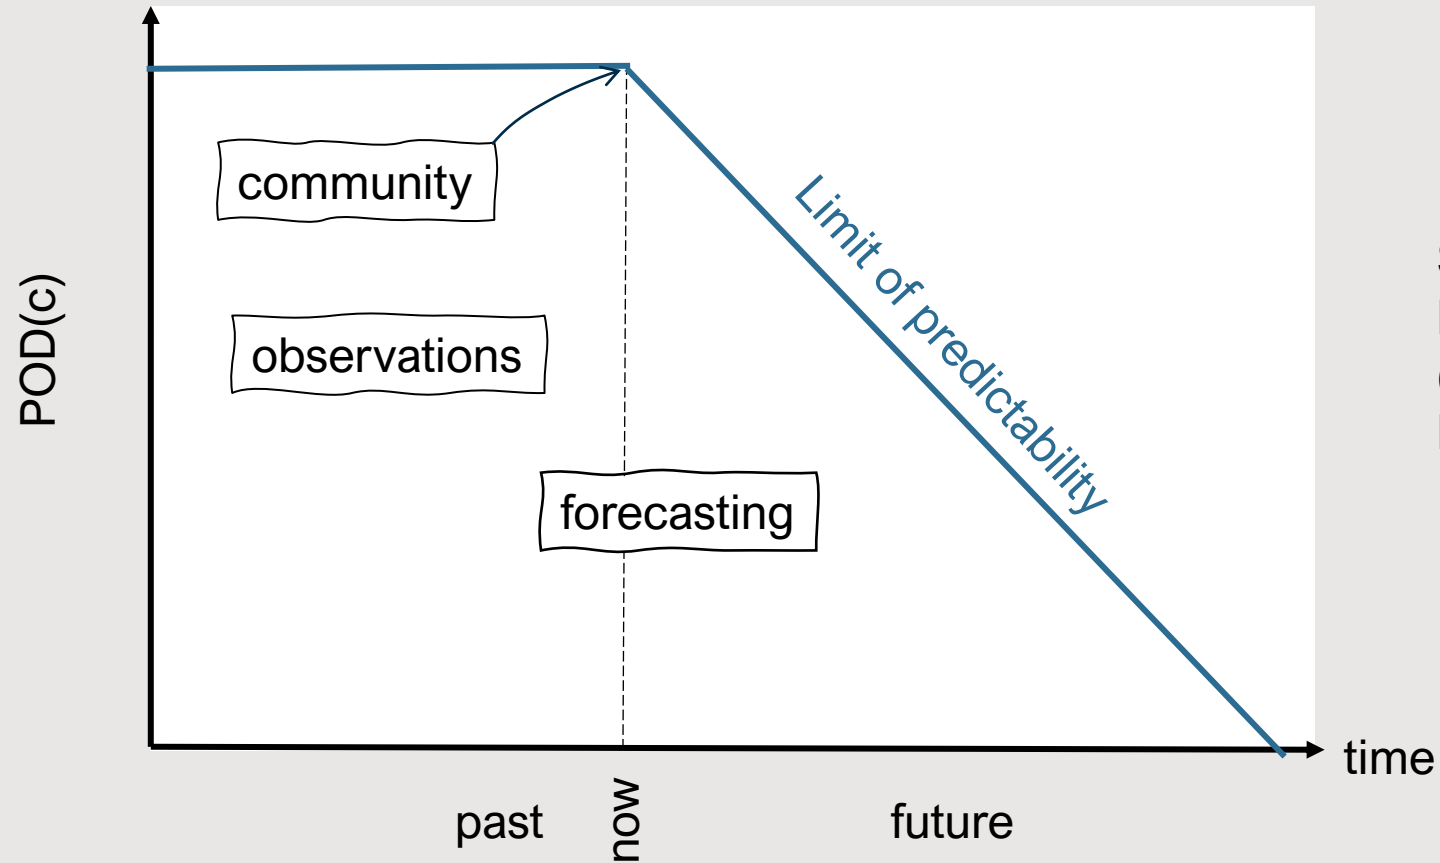 POD(c)
community
observations
forecasting
Limit of predictability
time
past
now
future